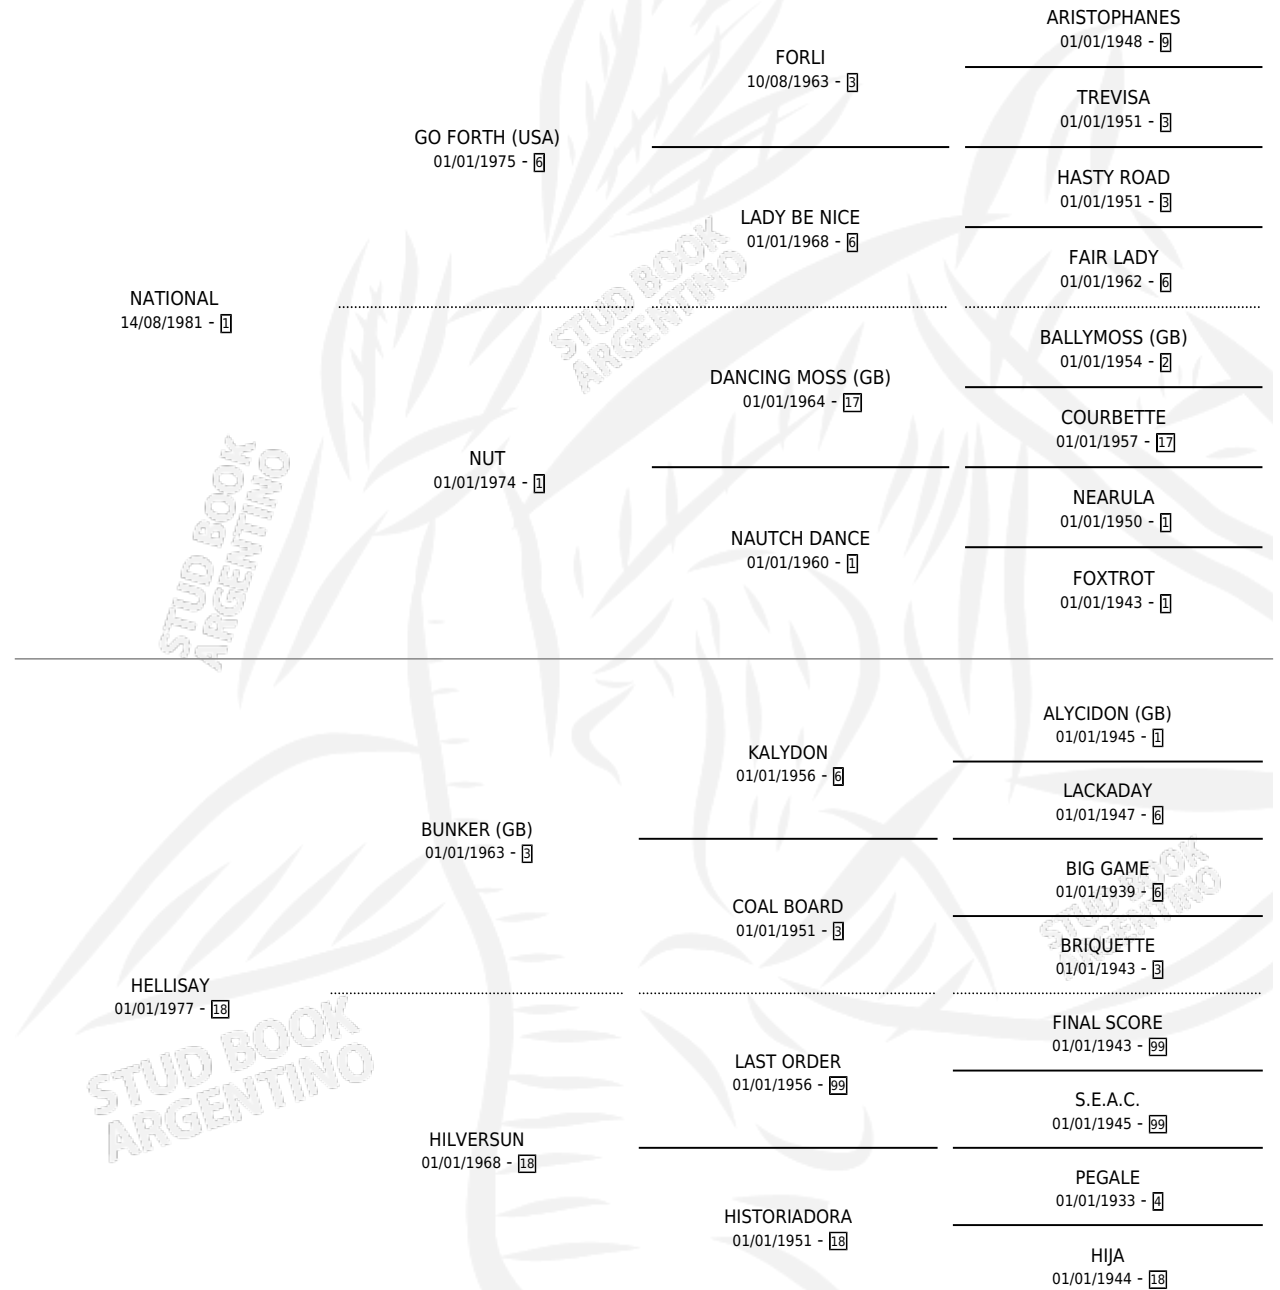 ARISTOPHANES
01/01/1948 - 9
FORLI
10/08/1963 - 3
TREVISA
01/01/1951 - 3
GO FORTH (USA)
01/01/1975 - 6
HASTY ROAD
01/01/1951 - 3
LADY BE NICE
01/01/1968 - 6
FAIR LADY
01/01/1962 - 6
NATIONAL
14/08/1981 - 1
BALLYMOSS (GB)
01/01/1954 - 2
DANCING MOSS (GB)
01/01/1964 - 17
COURBETTE
01/01/1957 - 17
NUT
01/01/1974 - 1
NEARULA
01/01/1950 - 1
NAUTCH DANCE
01/01/1960 - 1
FOXTROT
01/01/1943 - 1
STUD BOOK
ARGENTINO
STUD BOOK
ARGENTINO
ALYCIDON (GB)
01/01/1945 - 1
KALYDON
01/01/1956 - 6
LACKADAY
01/01/1947 - 6
BUNKER (GB)
01/01/1963 - 3
BIG GAME
01/01/1939 - 6
COAL BOARD
01/01/1951 - 3
BRIQUETTE
01/01/1943 - 3
HELLISAY
01/01/1977 - 18
FINAL SCORE
01/01/1943 - 99
LAST ORDER
01/01/1956 - 99
S.E.A.C.
01/01/1945 - 99
HILVERSUN
01/01/1968 - 18
PEGALE
01/01/1933 - 4
HISTORIADORA
01/01/1951 - 18
HIJA
01/01/1944 - 18
STUD BOOK
ARGENTINO
STUD BOOK
ARGENTINO